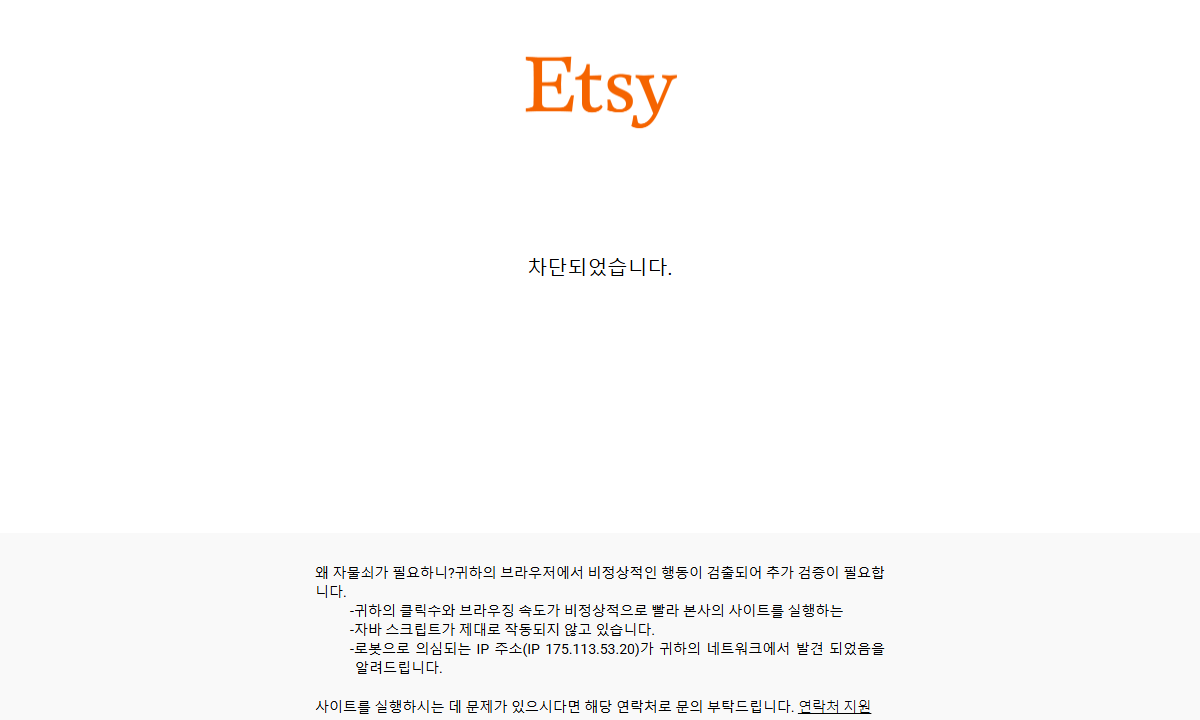 Etsy
차단되었습니다.
왜 자물쇠가 필요하니?귀하의 브라우저에서 비정상적인 행동이 검출되어 추가 검증이 필요합
니다.
-귀하의 클릭수와 브라우징 속도가 비정상적으로 빨라 본사의 사이트를 실행하는
-자바 스크립트가 제대로 작동되지 않고 있습니다.
-로봇으로 의심되는 IP 주소(IP 175.113.53.20)가 귀하의 네트워크에서 발견 되었음을
알려드립니다.
사이트를 실행하시는 데 문제가 있으시다면 해당 연락처로 문의 부탁드립니다. 연락처 지원